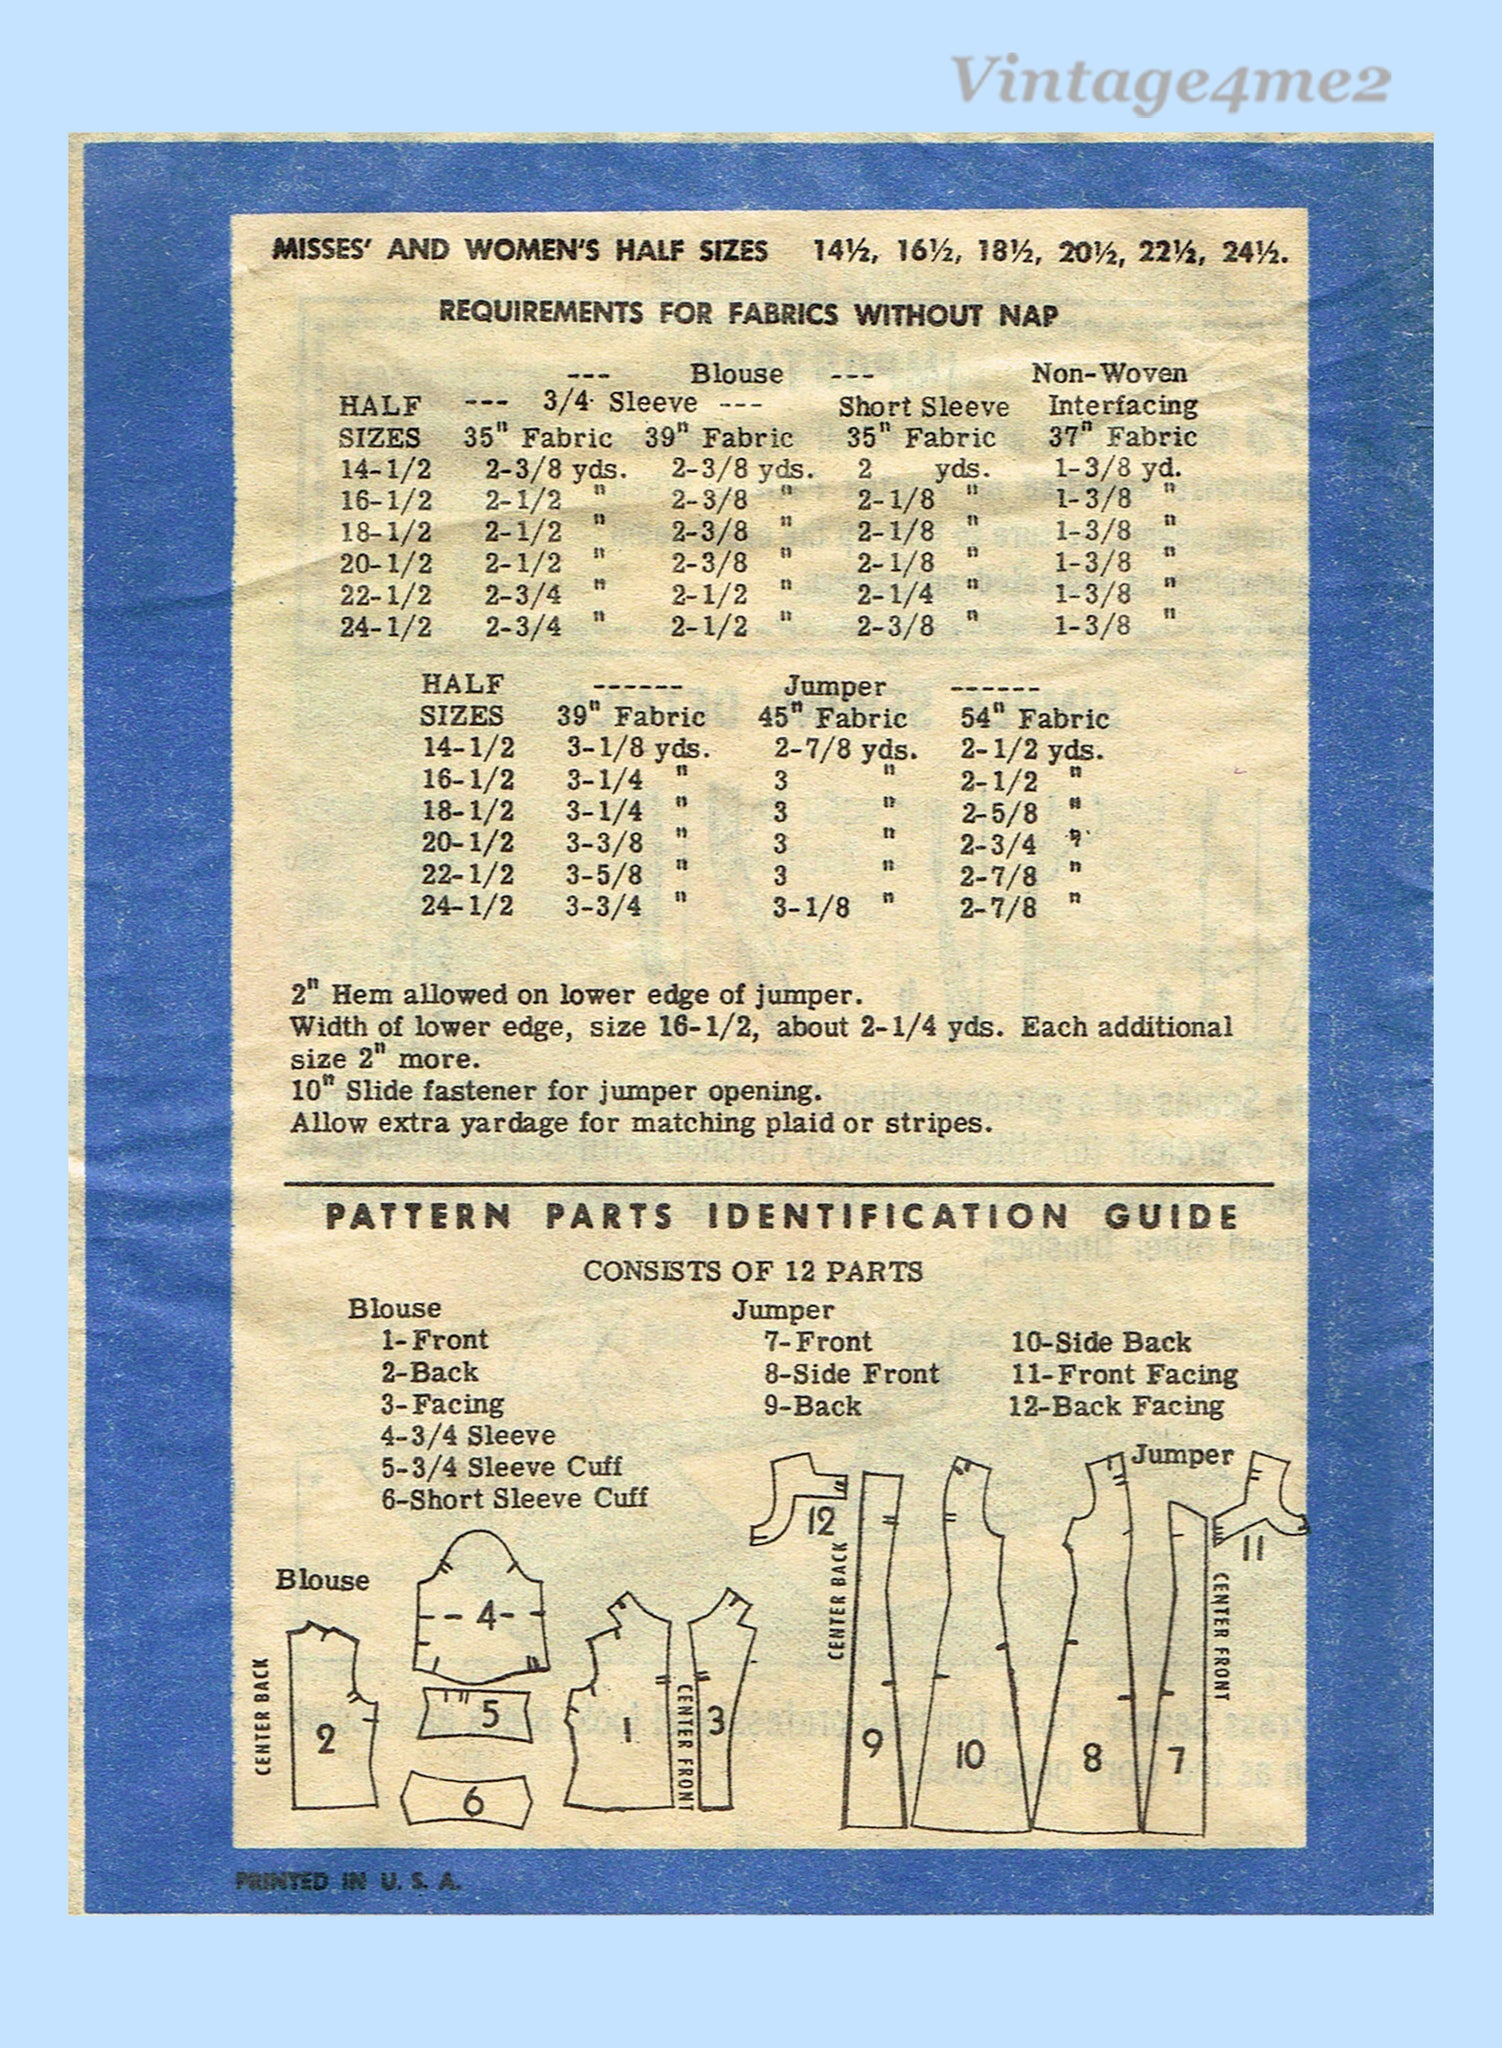 Vintage4me2
MISSES' AND WOMEN'S HALF SIZES 14½, 16½, 18½, 20½, 22½, 24½.
REQUIREMENTS FOR FABRICS WITHOUT NAP
--- Blouse --- Non-Woven
HALF --- 3/4 Sleeve --- Short Sleeve Interfacing
SIZES 35" Fabric 39" Fabric 35" Fabric 37" Fabric
14-1/2 2-3/8 yds. 2-3/8 yds. 2 yds. 1-3/8 yd.
16-1/2 2-1/2 " 2-3/8 " 2-1/8 " 1-3/8 "
18-1/2 2-1/2 " 2-3/8 " 2-1/8 " 1-3/8 "
20-1/2 2-1/2 " 2-3/8 " 2-1/8 " 1-3/8 "
22-1/2 2-3/4 " 2-1/2 " 2-1/4 " 1-3/8 "
24-1/2 2-3/4 " 2-1/2 " 2-3/8 " 1-3/8 "
HALF ------ Jumper ------
SIZES 39" Fabric 45" Fabric 54" Fabric
14-1/2 3-1/8 yds. 2-7/8 yds. 2-1/2 yds.
16-1/2 3-1/4 " 3 " 2-1/2 "
18-1/2 3-1/4 " 3 " 2-5/8 "
20-1/2 3-3/8 " 3 " 2-3/4 "
22-1/2 3-5/8 " 3 " 2-7/8 "
24-1/2 3-3/4 " 3-1/8 " 2-7/8 "
2" Hem allowed on lower edge of jumper.
Width of lower edge, size 16-1/2, about 2-1/4 yds. Each additional
size 2" more.
10" Slide fastener for jumper opening.
Allow extra yardage for matching plaid or stripes.
PATTERN PARTS IDENTIFICATION GUIDE
CONSISTS OF 12 PARTS
Blouse
1-Front
2-Back
3-Facing
4-3/4 Sleeve
5-3/4 Sleeve Cuff
6-Short Sleeve Cuff
Jumper
7-Front
8-Side Front
9-Back
10-Side Back
11-Front Facing
12-Back Facing
Blouse
CENTER BACK
2
4
5
6
1
CENTER FRONT
3
Jumper
12
CENTER BACK
9
10
8
7
11
CENTER FRONT
PRINTED IN U. S. A.